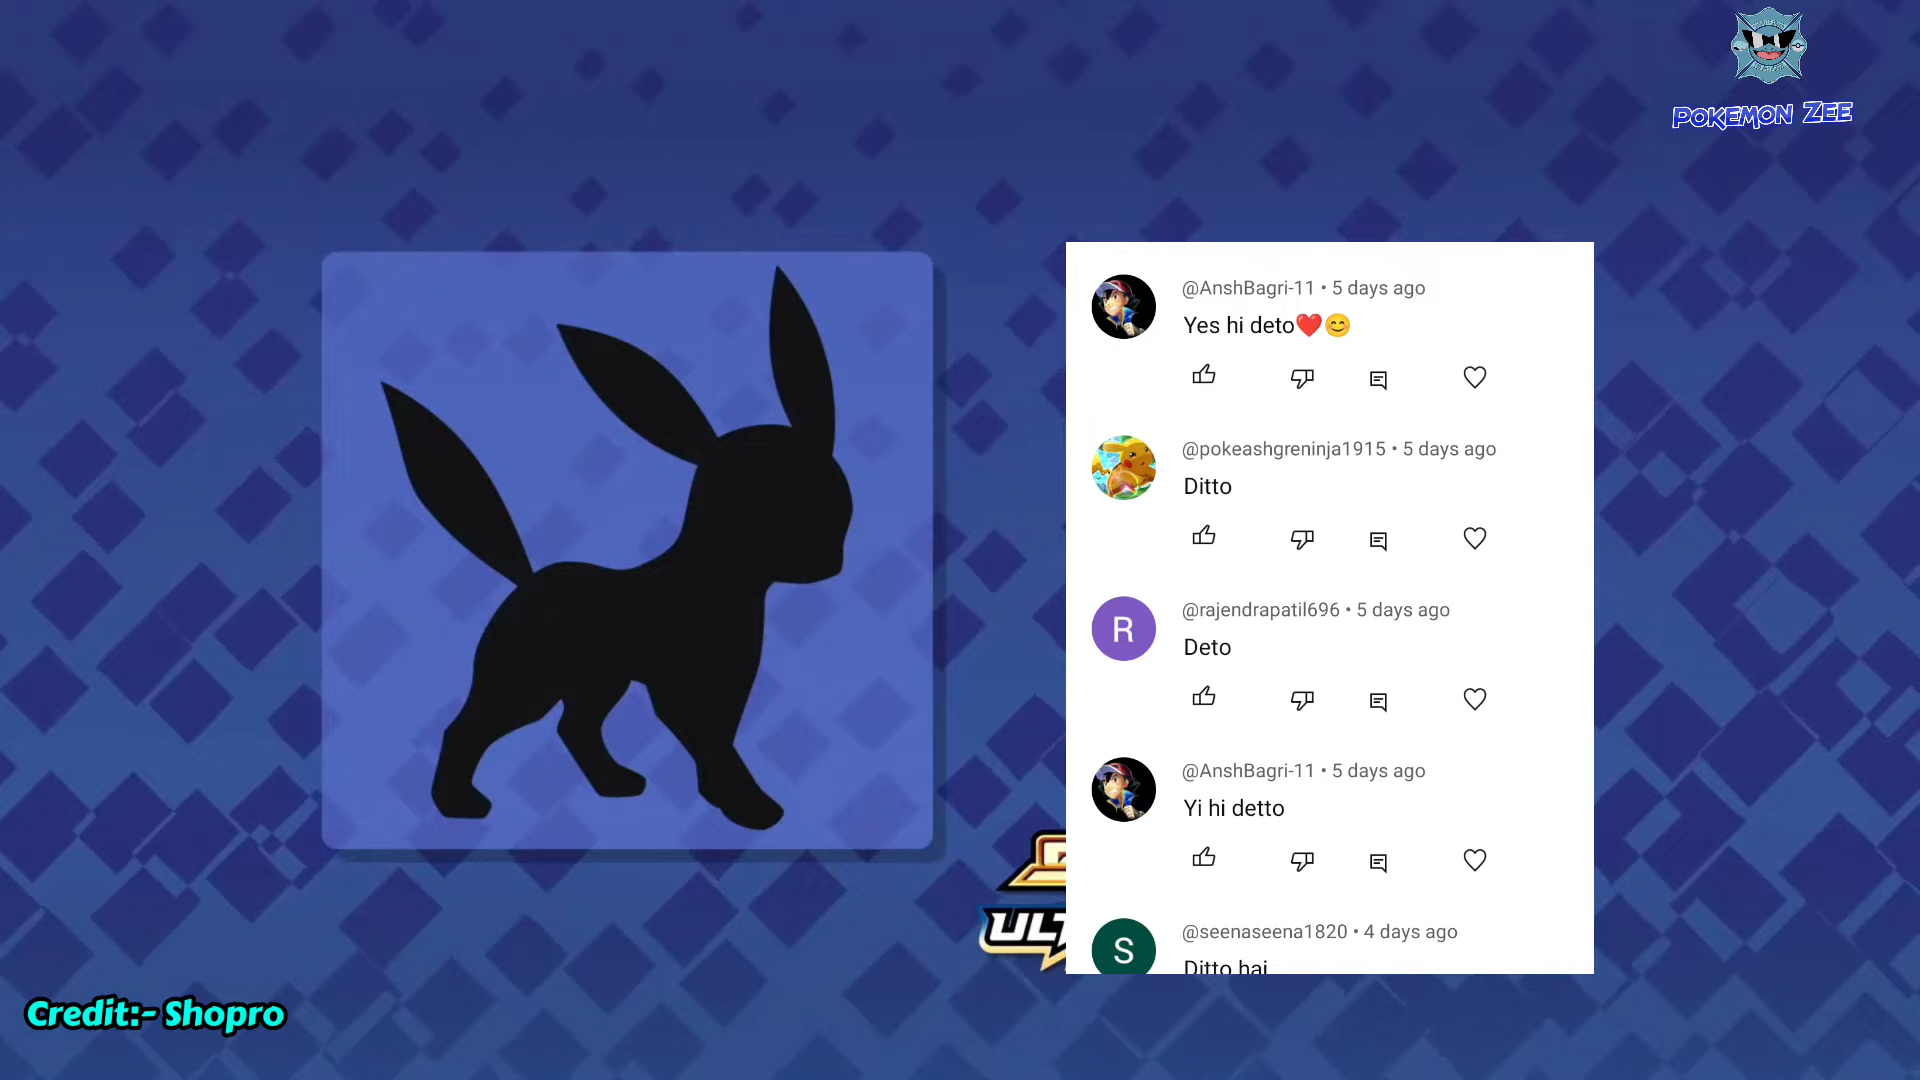 POKEMON ZEE
@AnshBagri-11 • 5 days ago
Yes hi deto❤️😊
@pokeashgreninja1915 • 5 days ago
Ditto
R
@rajendrapatil696 • 5 days ago
Deto
@AnshBagri-11 • 5 days ago
Yi hi detto
S
@seenaseena1820 • 4 days ago
Ditto hai
Credit:- Shopro